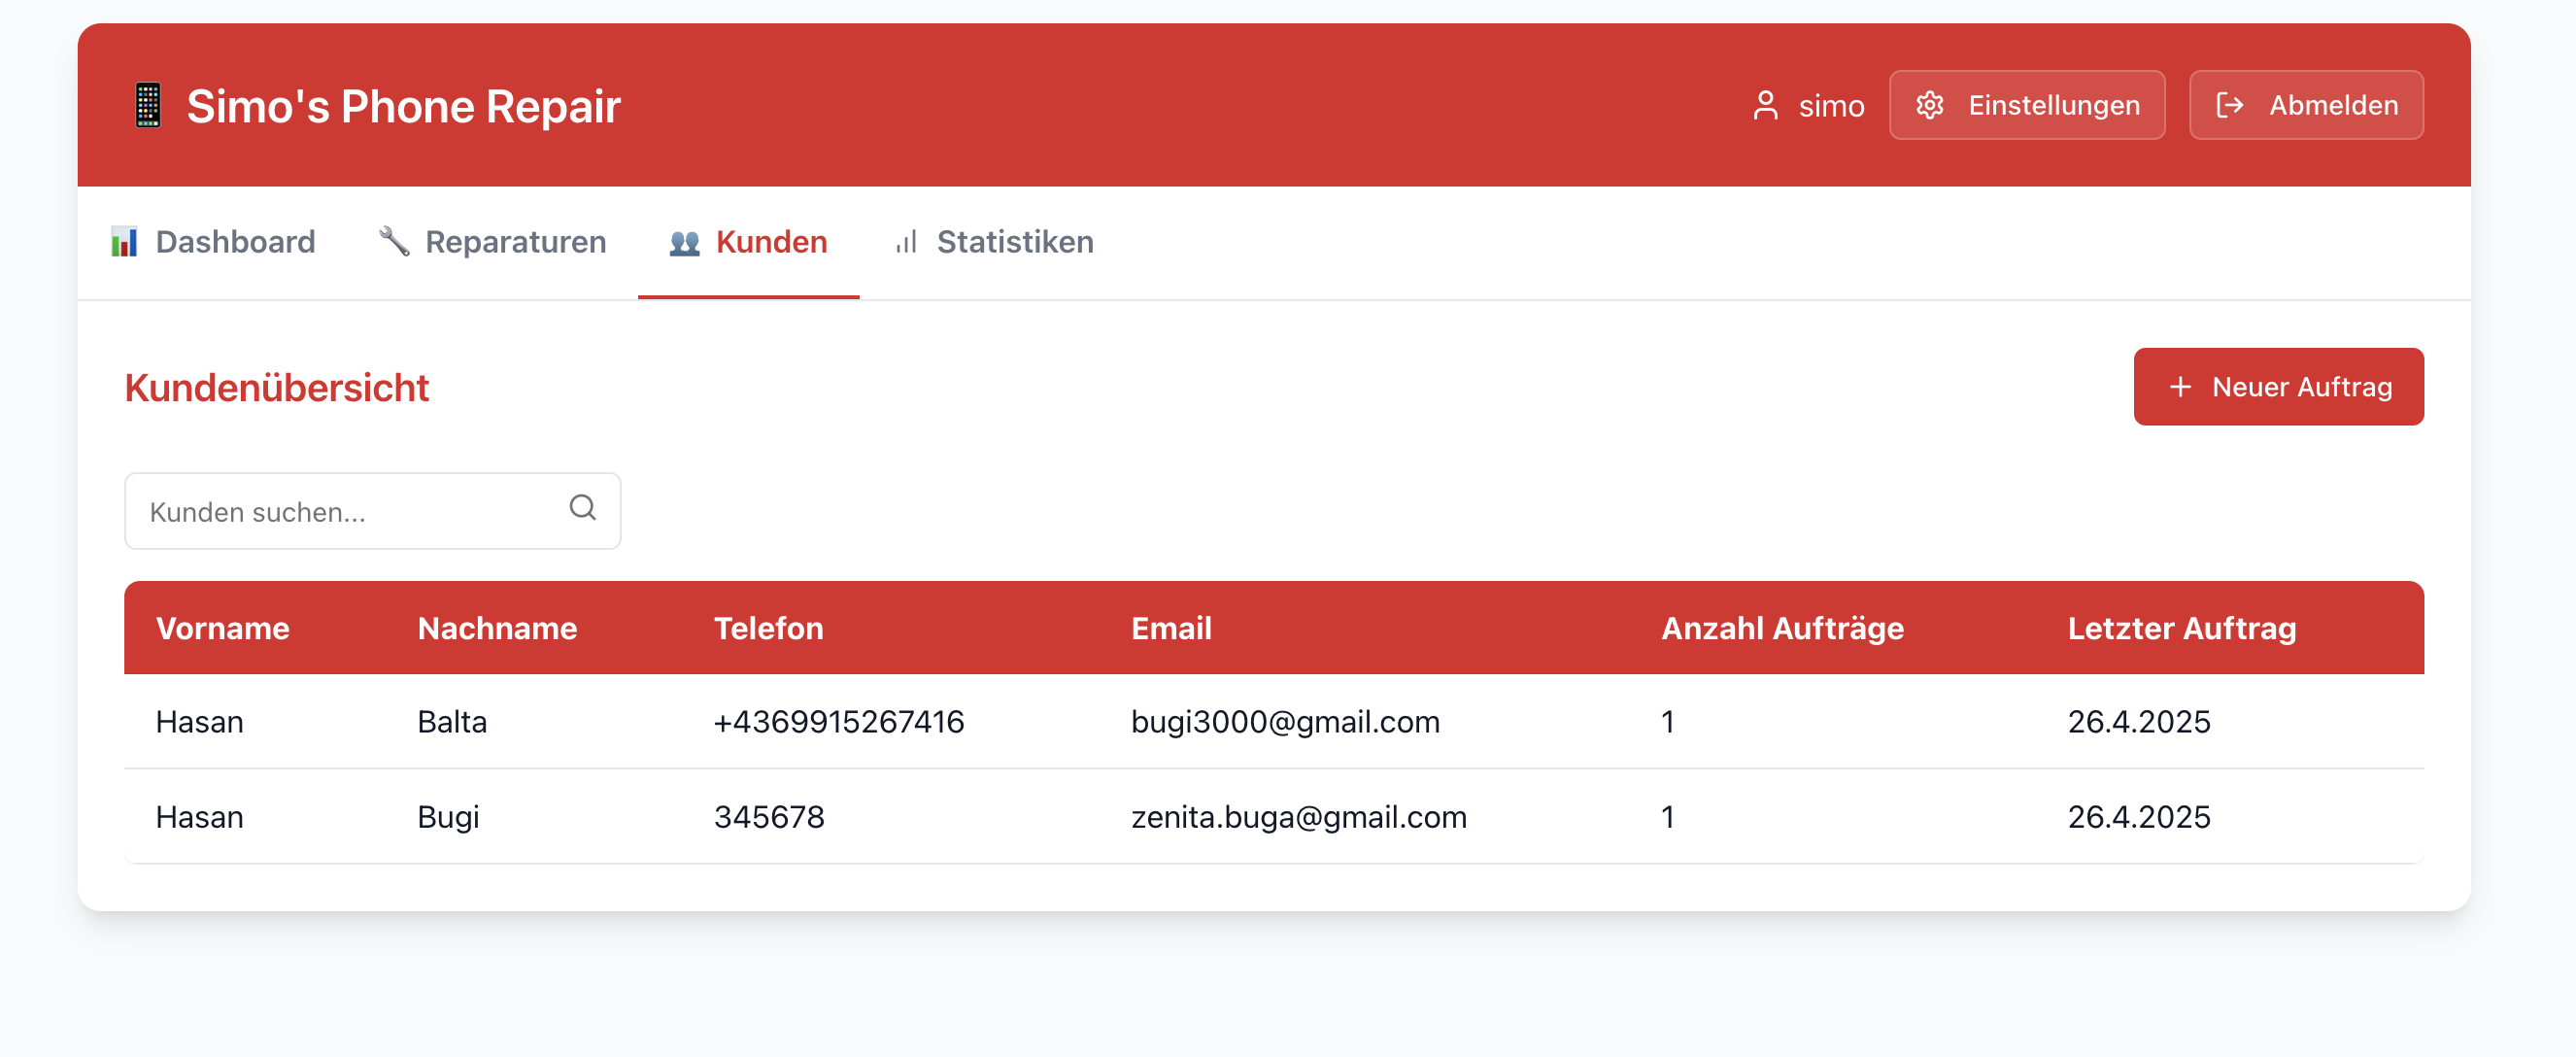 Simo's Phone Repair
simo Einstellungen Abmelden
Dashboard Reparaturen Kunden Statistiken
Kundenübersicht
Neuer Auftrag
Kunden suchen...
Vorname Nachname Telefon Email Anzahl Aufträge Letzter Auftrag
Hasan Balta +4369915267416 bugi3000@gmail.com 1 26.4.2025
Hasan Bugi 345678 zenita.buga@gmail.com 1 26.4.2025